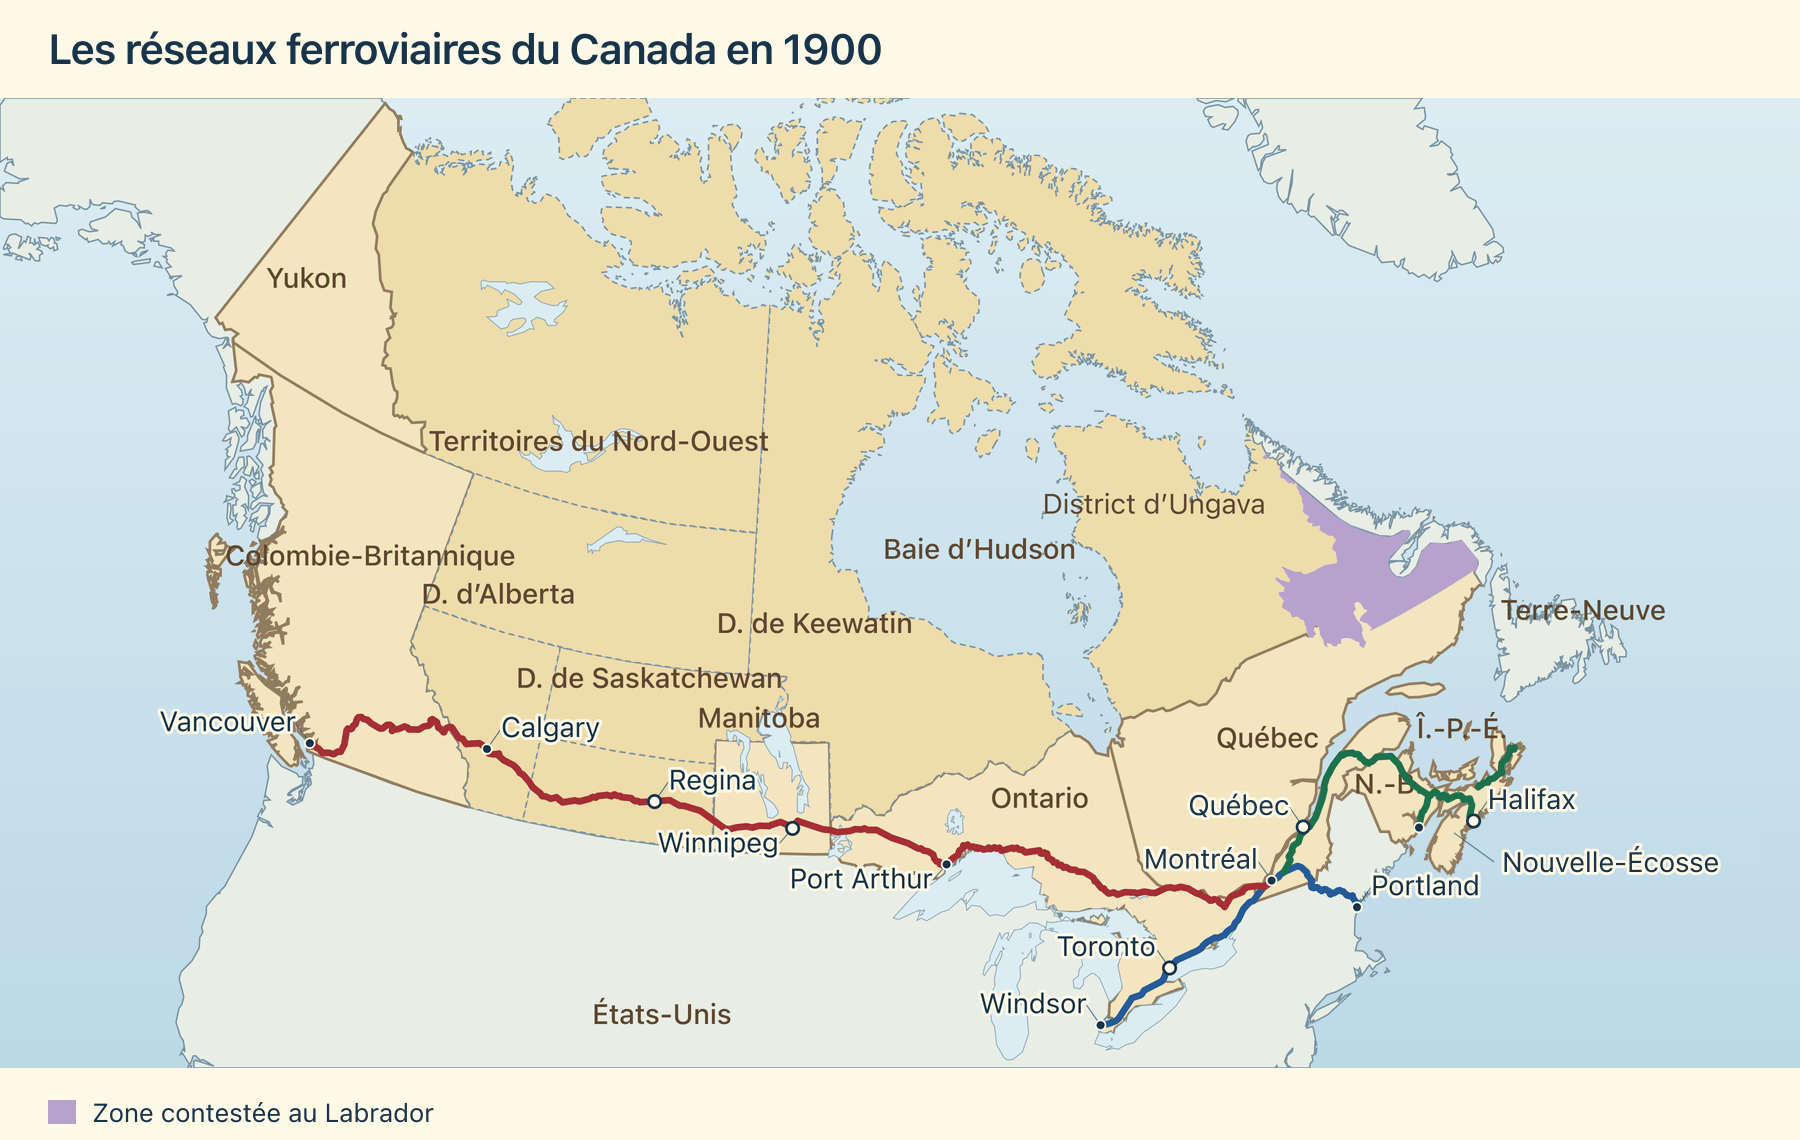 Les réseaux ferroviaires du Canada en 1900
Yukon
Territoires du Nord-Ouest
District d’Ungava
Baie d’Hudson
Colombie-Britannique
D. d’Alberta
Terre-Neuve
D. de Keewatin
D. de Saskatchewan
Manitoba
Vancouver
Calgary
Î.-P.-É.
Québec
Regina
N.-B.
Ontario
Halifax
Québec
Winnipeg
Montréal
Nouvelle-Écosse
Port Arthur
Portland
Toronto
Windsor
États-Unis
Zone contestée au Labrador